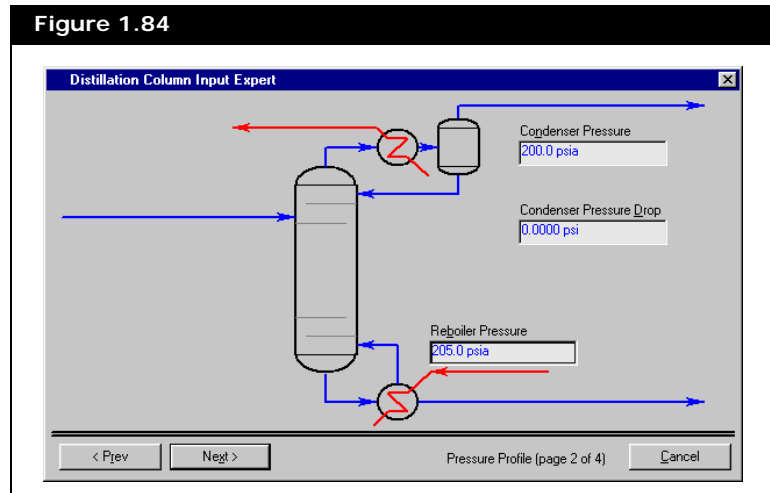 Figure 1.84
Distillation Column Input Expert
Condenser Pressure
200.0 psia
Condenser Pressure Drop
0.0000 psi
Reboiler Pressure
205.0 psia
< Prev
Next >
Pressure Profile (page 2 of 4)
Cancel